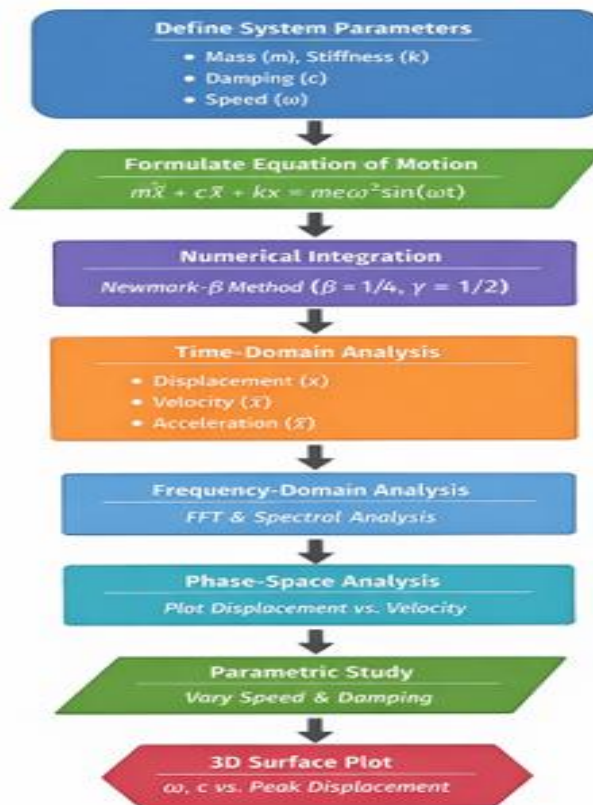 Define System Parameters
• Mass (m), Stiffness (k)
• Damping (c)
• Speed (ω)
Formulate Equation of Motion
mẍ + cx̄ + kx = meω²sin(ωt)
Numerical Integration
Newmark-β Method (β = 1/4, γ = 1/2)
Time-Domain Analysis
• Displacement (x)
• Velocity (x̄)
• Acceleration (x̄)
Frequency-Domain Analysis
FFT & Spectral Analysis
Phase-Space Analysis
Plot Displacement vs. Velocity
Parametric Study
Vary Speed & Damping
3D Surface Plot
ω, c vs. Peak Displacement